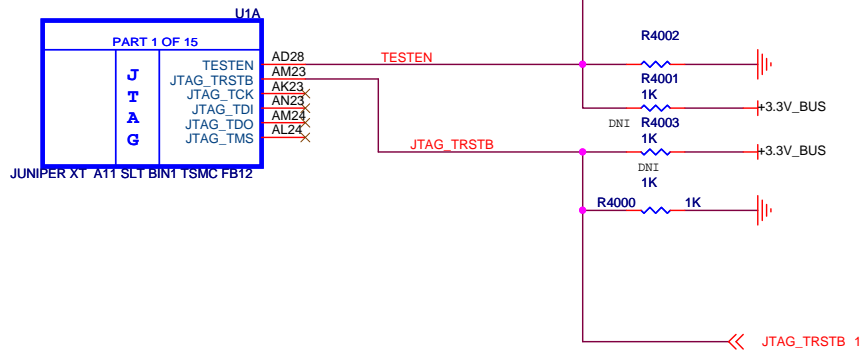 U1A
PART 1 OF 15
JTAG
TESTEN
JTAG_TRSTB
JTAG_TCK
JTAG_TDI
JTAG_TDO
JTAG_TMS
AD28
AM23
AK23
AN23
AM24
AL24
JUNIPER XT A11 SLT BIN1 TSMC FB12
TESTEN
JTAG_TRSTB
R4002
R4001
1K
+3.3V_BUS
DNI
R4003
1K
+3.3V_BUS
DNI
1K
R4000
1K
JTAG_TRSTB 1